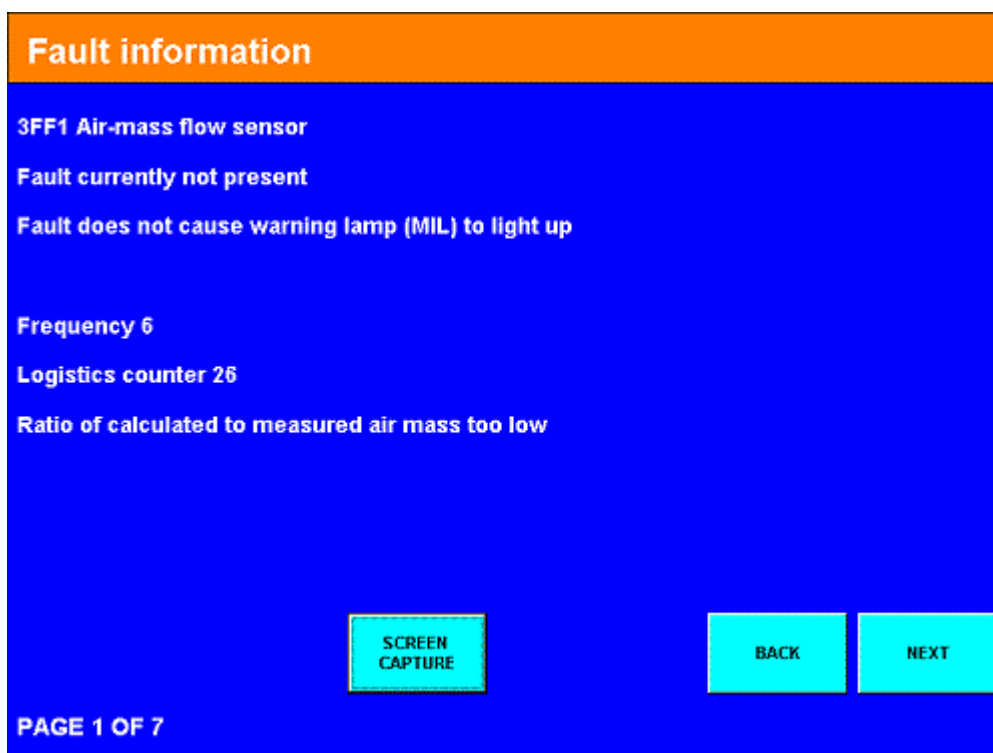 Fault information
3FF1 Air-mass flow sensor
Fault currently not present
Fault does not cause warning lamp (MIL) to light up
Frequency 6
Logistics counter 26
Ratio of calculated to measured air mass too low
SCREEN
CAPTURE
BACK
NEXT
PAGE 1 OF 7